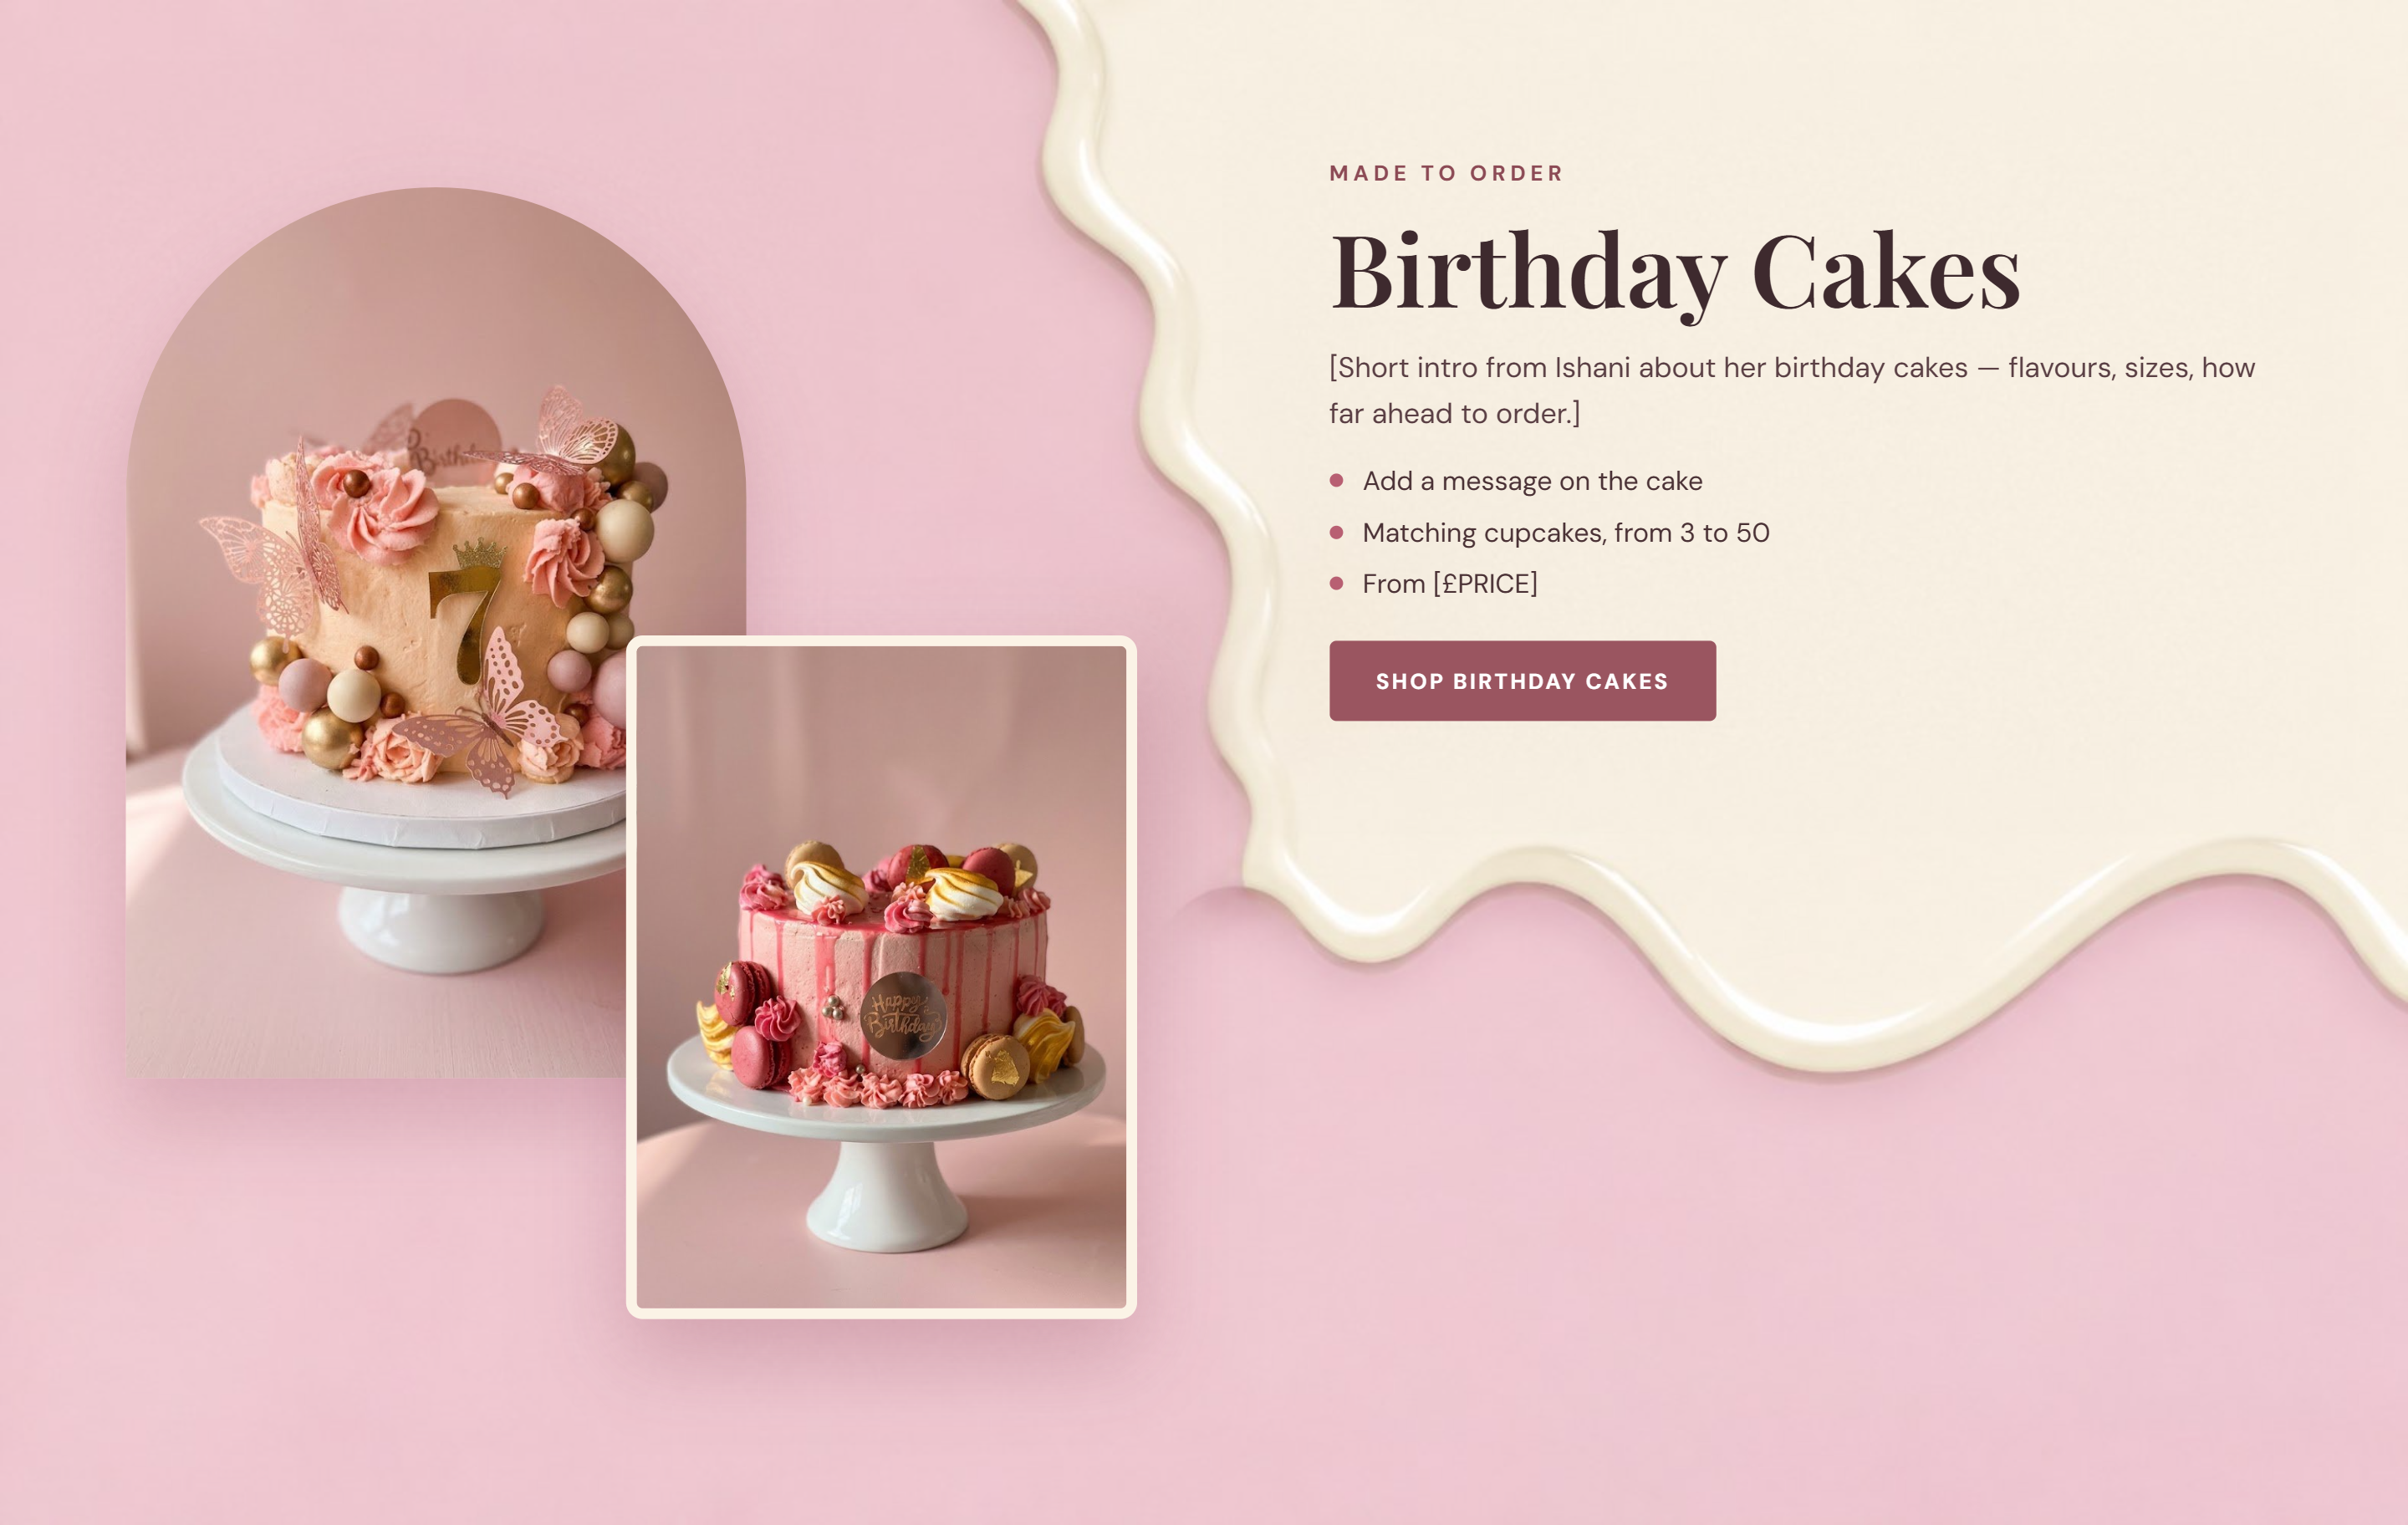 MADE TO ORDER
Birthday Cakes
[Short intro from Ishani about her birthday cakes — flavours, sizes, how
far ahead to order.]
Add a message on the cake
Matching cupcakes, from 3 to 50
From [£PRICE]
SHOP BIRTHDAY CAKES
7
Happy
Birthday